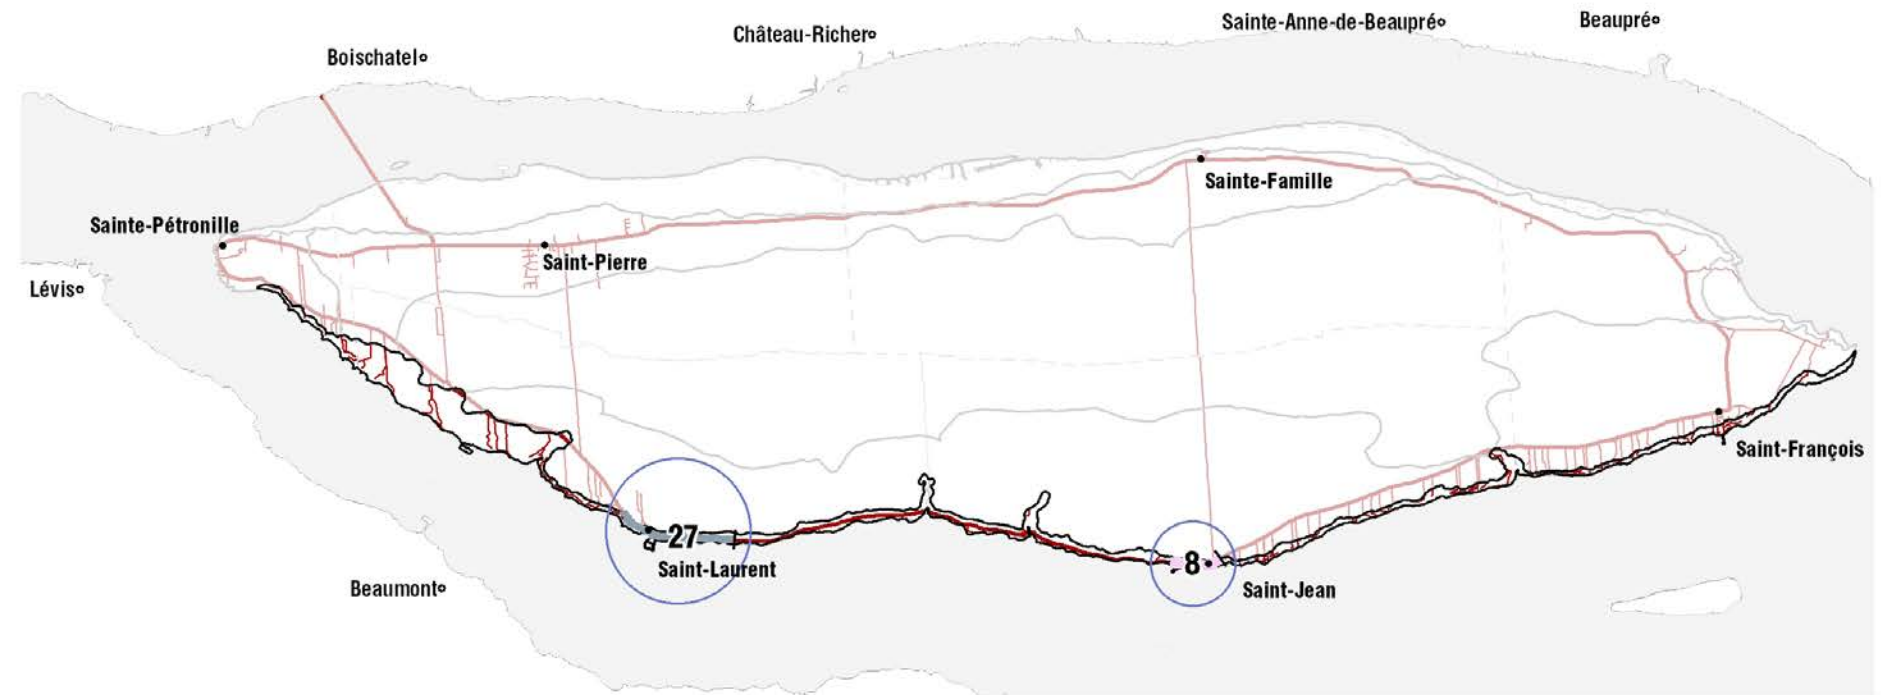 Beaupré
Sainte-Anne-de-Beaupré
Château-Richer
Boischatel
Sainte-Famille
Sainte-Pétronille
Saint-Pierre
Lévis
Saint-François
27
Saint-Laurent
8
Beaumont
Saint-Jean